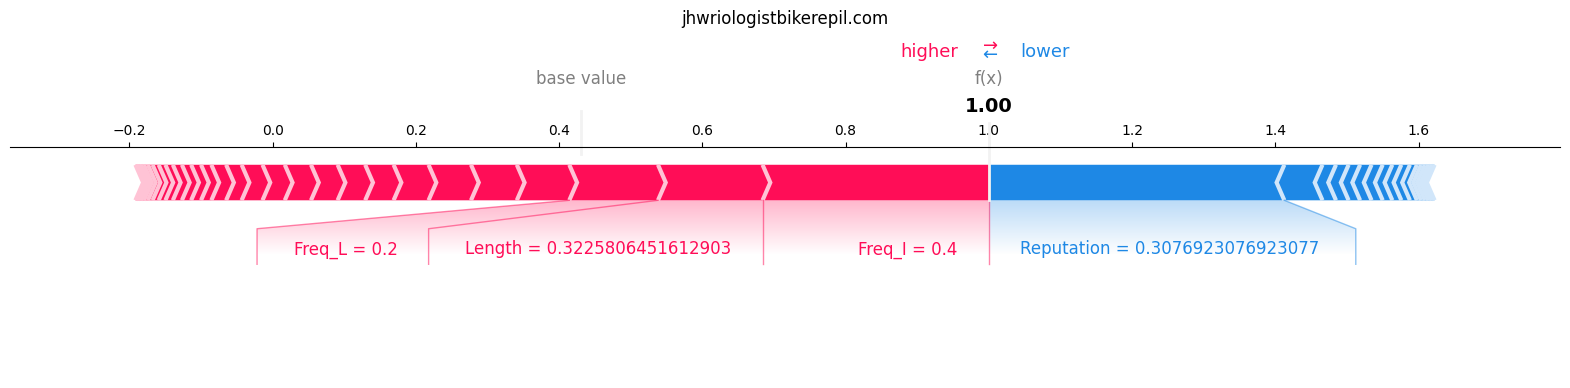 jhwriologistbikerepil.com
higher ⇄ lower
base value f(x)
1.00
−0.2 0.0 0.2 0.4 0.6 0.8 1.0 1.2 1.4 1.6
Freq_L = 0.2 Length = 0.3225806451612903 Freq_I = 0.4 Reputation = 0.3076923076923077